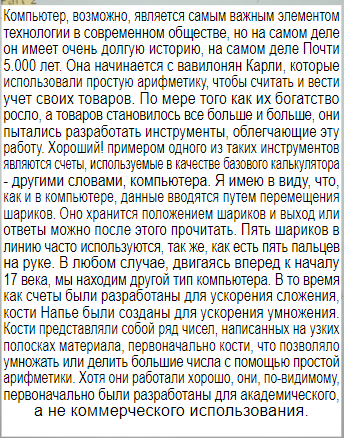 Компьютер, возможно, является самым важным элементом
технологии в современном обществе, но на самом деле
он имеет очень долгую историю, на самом деле Почти
5.000 лет. Она начинается с вавилонян Карли, которые
использовали простую арифметику, чтобы считать и вести
учет своих товаров. По мере того как их богатство
росло, а товаров становилось все больше и больше, они
пытались разработать инструменты, облегчающие эту
работу. Хороший! примером одного из таких инструментов
являются счеты, используемые в качестве базового калькулятора
- другими словами, компьютера. Я имею в виду, что,
как и в компьютере, данные вводятся путем перемещения
шариков. Оно хранится положением шариков и выход или
ответы можно после этого прочитать. Пять шариков в
линию часто используются, так же, как есть пять пальцев
на руке. В любом случае, двигаясь вперед к началу
17 века, мы находим другой тип компьютера. В то время
как счеты были разработаны для ускорения сложения,
кости Напье были созданы для ускорения умножения.
Кости представляли собой ряд чисел, написанных на узких
полосках материала, первоначально кости, что позволяло
умножать или делить большие числа с помощью простой
арифметики. Хотя они работали хорошо, они, по-видимому,
первоначально были разработаны для академического,
а не коммерческого использования.